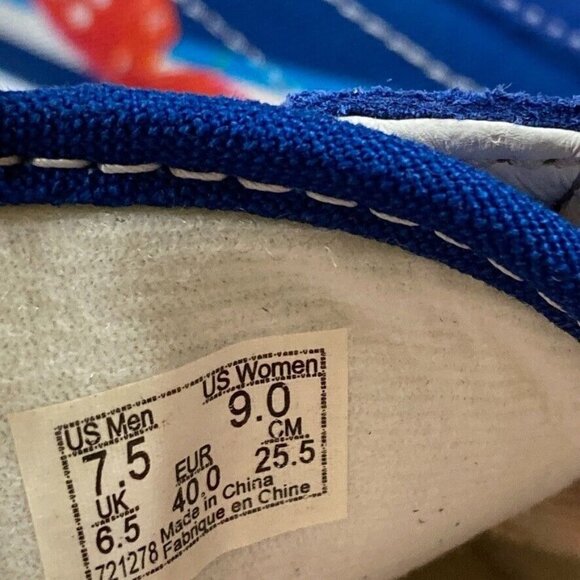 US Men US Women
7.5 9.0
UK EUR CM
6.5 40.0 25.5
721278 Made in China
Fabrique en Chine